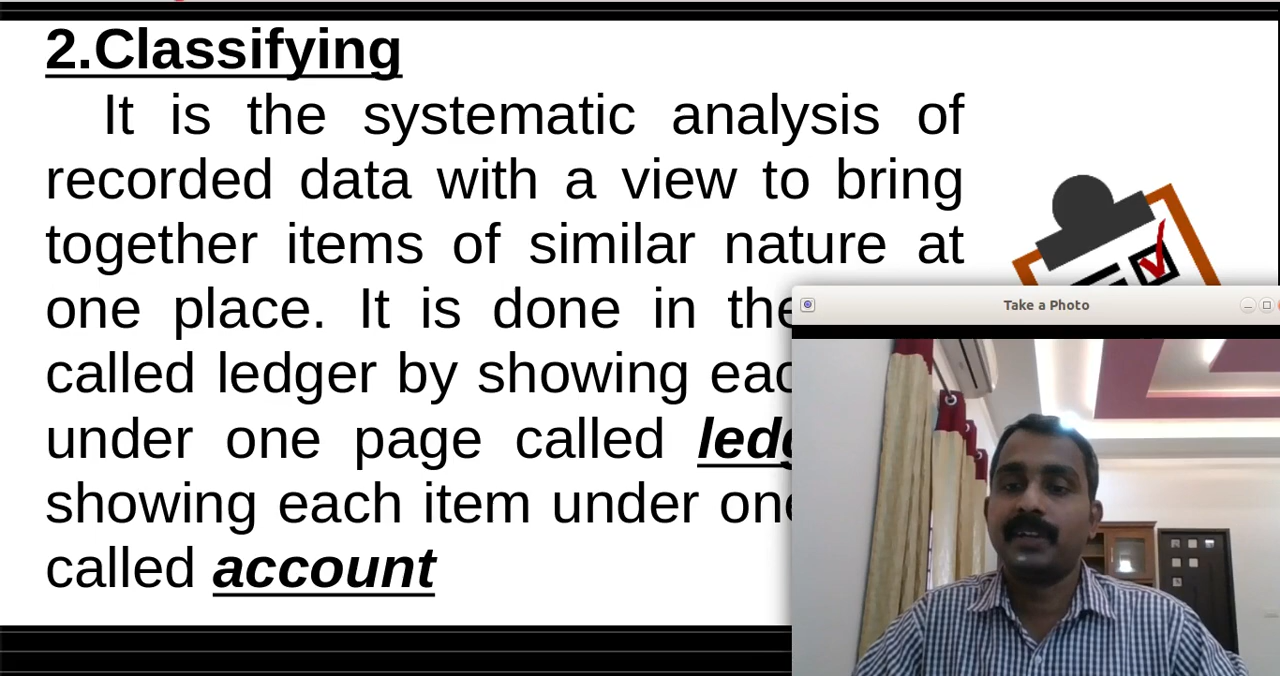 2.Classifying
It is the systematic analysis of
recorded data with a view to bring
together items of similar nature at
one place. It is done in the
called ledger by showing
under one page called
showing each item under one
called account
Take a Photo